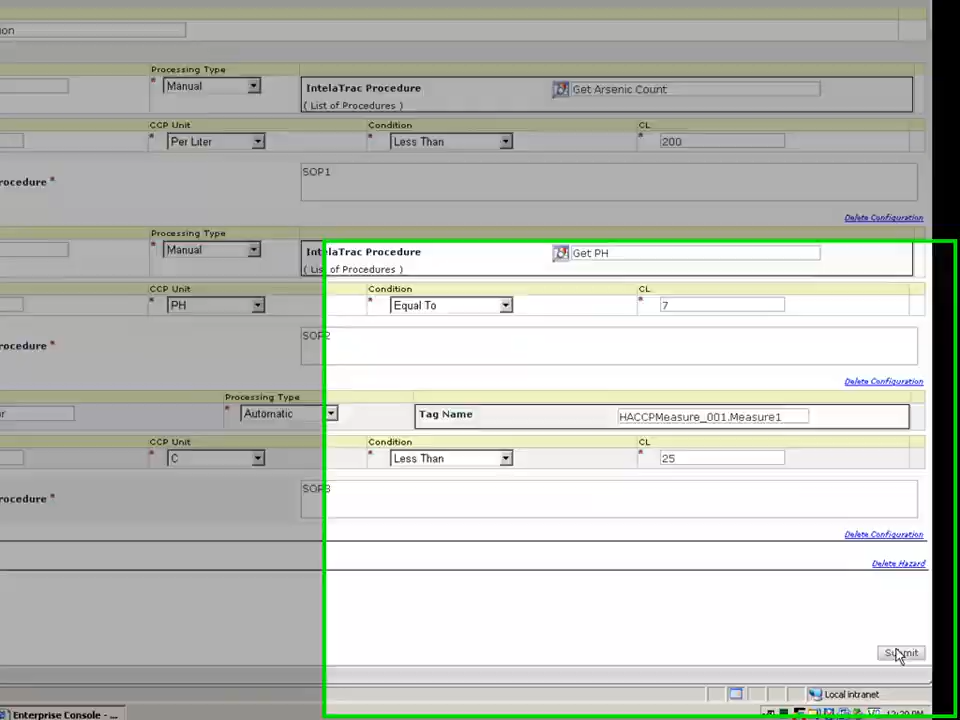 on
Processing Type
Manual
IntelaTrac Procedure
( List of Procedures )
Get Arsenic Count
CCP Unit
Condition
CL
* Per Liter
* Less Than
* 200
rocedure *
SOP1
Delete Configuration
Processing Type
* Manual
IntelaTrac Procedure
( List of Procedures )
Get PH
CCP Unit
Condition
CL
* PH
* Equal To
* 7
rocedure *
SOP2
Delete Configuration
Processing Type
or
* Automatic
Tag Name
HACCPMeasure_001.Measure1
CCP Unit
Condition
CL
* C
* Less Than
* 25
rocedure *
SOP3
Delete Configuration
Delete Hazard
Submit
Local intranet
Enterprise Console - ...